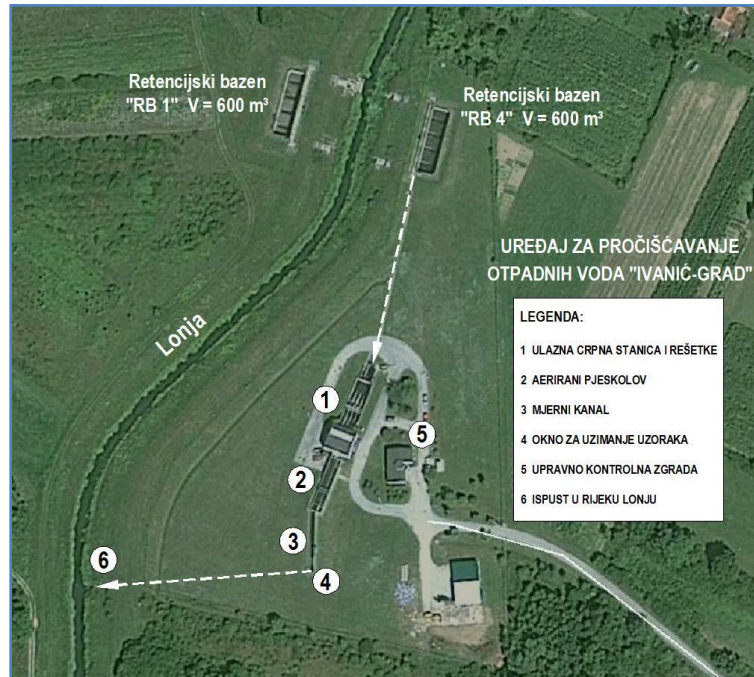 Retencijski bazen
"RB 1" V = 600 m³
Retencijski bazen
"RB 4" V = 600 m³
UREĐAJ ZA PROČIŠĆAVANJE
OTPADNIH VODA "IVANIĆ-GRAD"
Lonja
LEGENDA:
1 ULAZNA CRPNA STANICA I REŠETKE
2 AERIRANI PJESKOLOV
3 MJERNI KANAL
4 OKNO ZA UZIMANJE UZORAKA
5 UPRAVNO KONTROLNA ZGRADA
6 ISPUST U RIJEKU LONJU
1
5
2
3
6
4